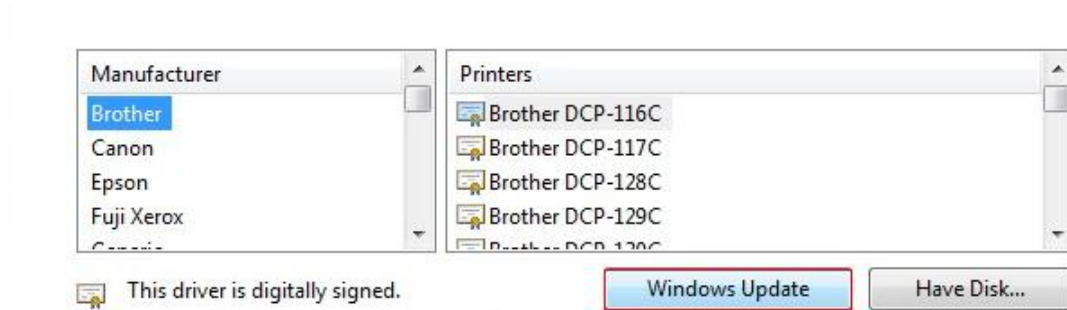 Manufacturer
Brother
Canon
Epson
Fuji Xerox
Printers
Brother DCP-116C
Brother DCP-117C
Brother DCP-128C
Brother DCP-129C
This driver is digitally signed.
Windows Update
Have Disk...